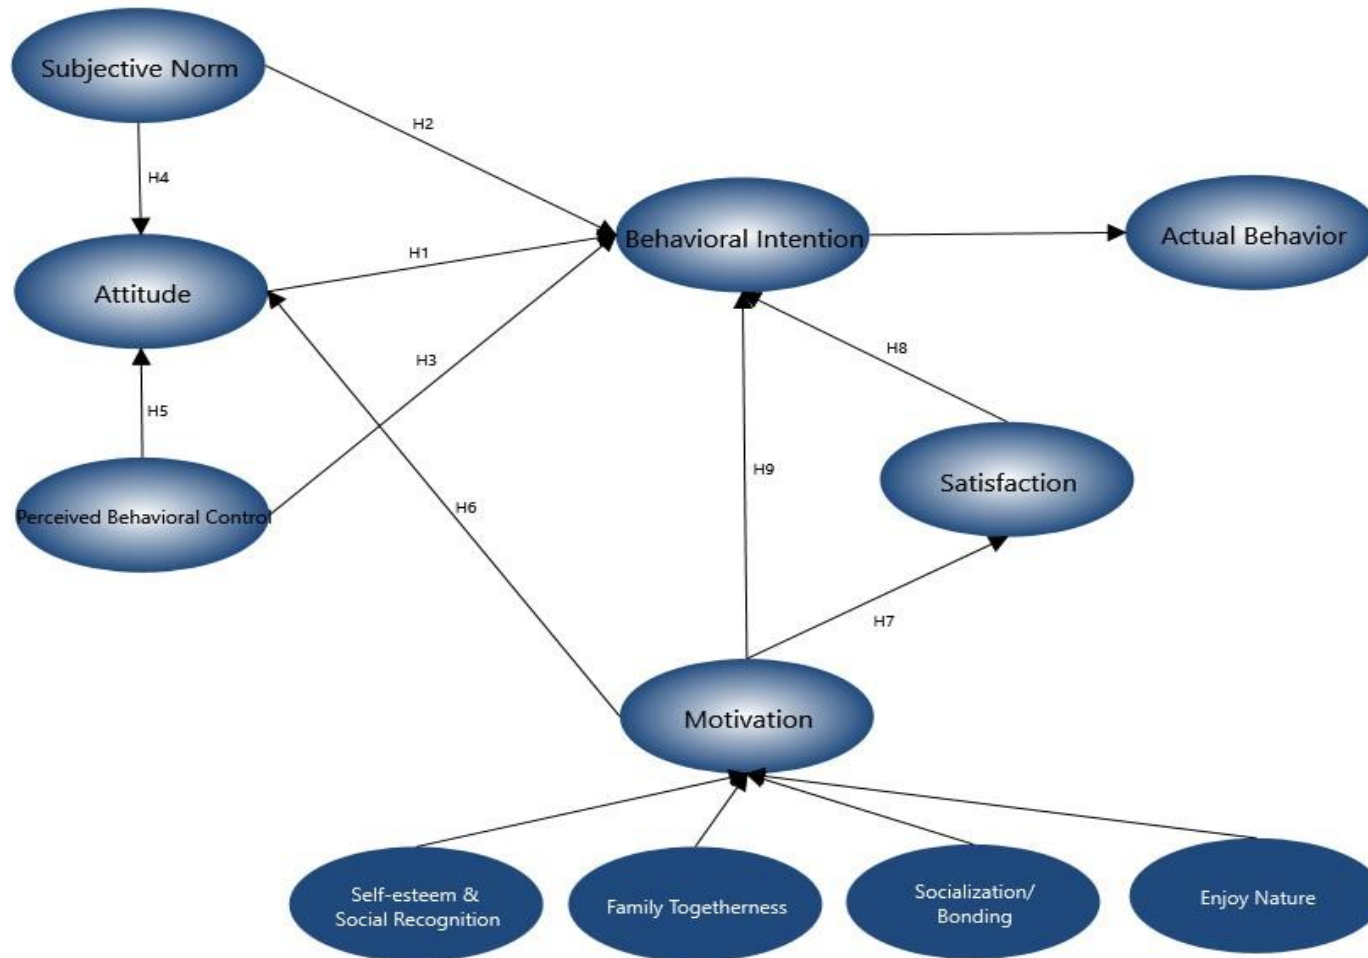 Subjective Norm
H2
H4
Behavioral Intention
Actual Behavior
H1
Attitude
H3
H8
H5
H9
Satisfaction
H6
Perceived Behavioral Control
H7
Motivation
Self-esteem &
Social Recognition
Family Togetherness
Socialization/
Bonding
Enjoy Nature